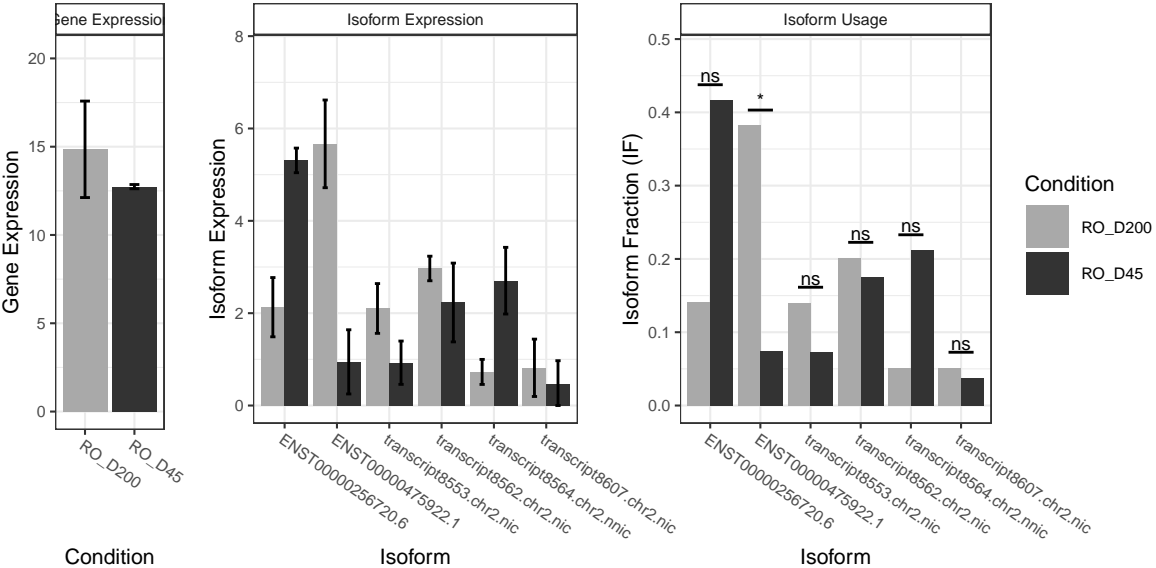 Gene Expression
Gene Expression
20
15
10
5
0
RO_D200
RO_D45
Condition
Isoform Expression
Isoform Expression
8
6
4
2
0
ENST00000256720.6
ENST00000475922.1
transcript8553.chr2.nic
transcript8562.chr2.nic
transcript8564.chr2.nnic
transcript8607.chr2.nic
Isoform
Isoform Usage
Isoform Fraction (IF)
0.5
0.4
0.3
0.2
0.1
0.0
ns
*
ns
ns
ns
ns
ENST00000256720.6
ENST00000475922.1
transcript8553.chr2.nic
transcript8562.chr2.nic
transcript8564.chr2.nnic
transcript8607.chr2.nic
Isoform
Condition
RO_D200
RO_D45